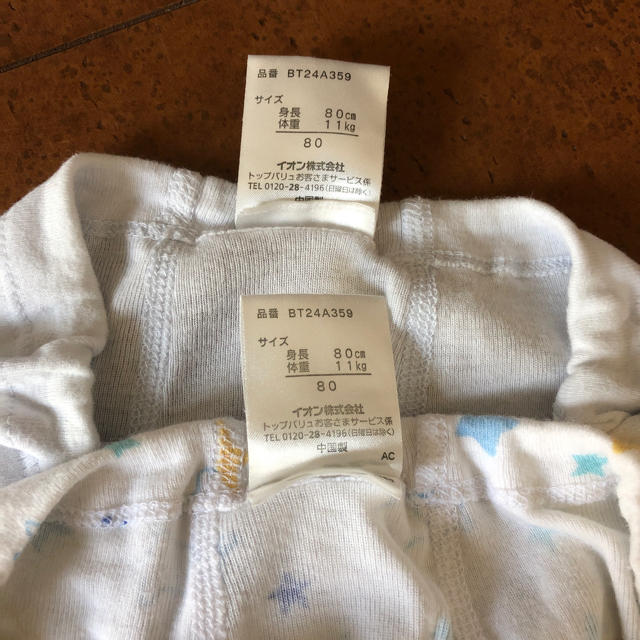 品番 BT24A359
サイズ
身長 80cm
体重 11kg
80
イオン株式会社
トップバリュお客さまサービス係
TEL 0120-28-4196(日曜日は除く)
中国製
品番 BT24A359
サイズ
身長 80cm
体重 11kg
80
イオン株式会社
トップバリュお客さまサービス係
TEL 0120-28-4196(日曜日は除く)
中国製
AC